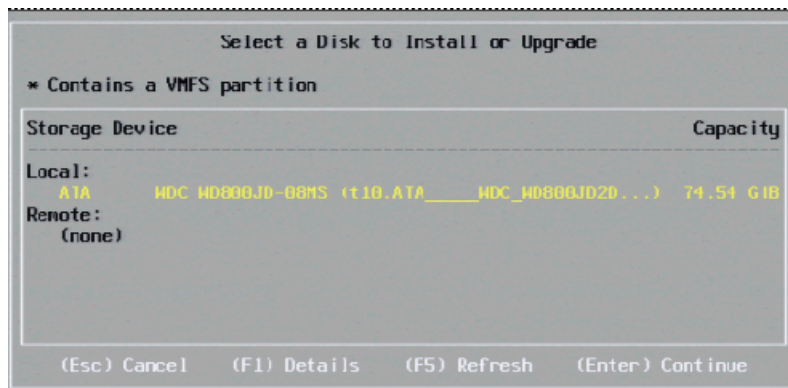 Select a Disk to Install or Upgrade
* Contains a VMFS partition
Storage Device Capacity
Local:
ATA WDC WD800JD-08MS (t10.ATA_____WDC_WD800JD2D...) 74.54 GiB
Remote:
(none)
(Esc) Cancel (F1) Details (F5) Refresh (Enter) Continue